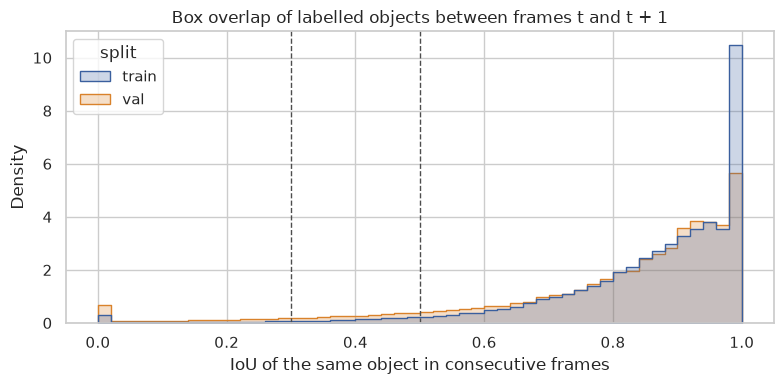 Box overlap of labelled objects between frames t and t + 1
split
train
val
10
8
6
4
2
0
Density
0.0 0.2 0.4 0.6 0.8 1.0
IoU of the same object in consecutive frames